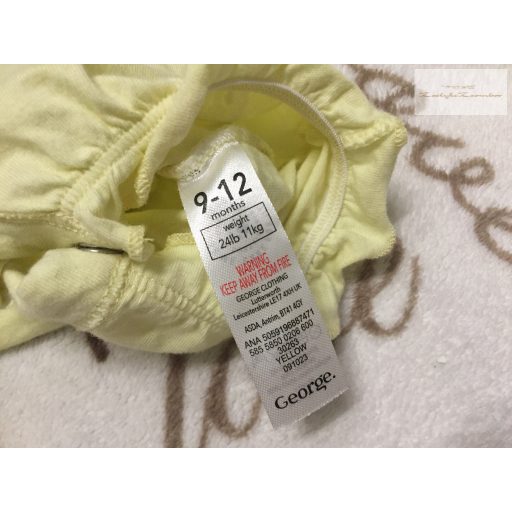 9-12
months
weight
24lb 11kg
WARNING
KEEP AWAY FROM FIRE
GEORGE CLOTHING
Lutterworth
Leicestershire LE17 4XH UK
ASDA, Antrim, BT41 4GY
ANA 5059196887471
585 5850 0208 600
30263
YELLOW
091023
George.